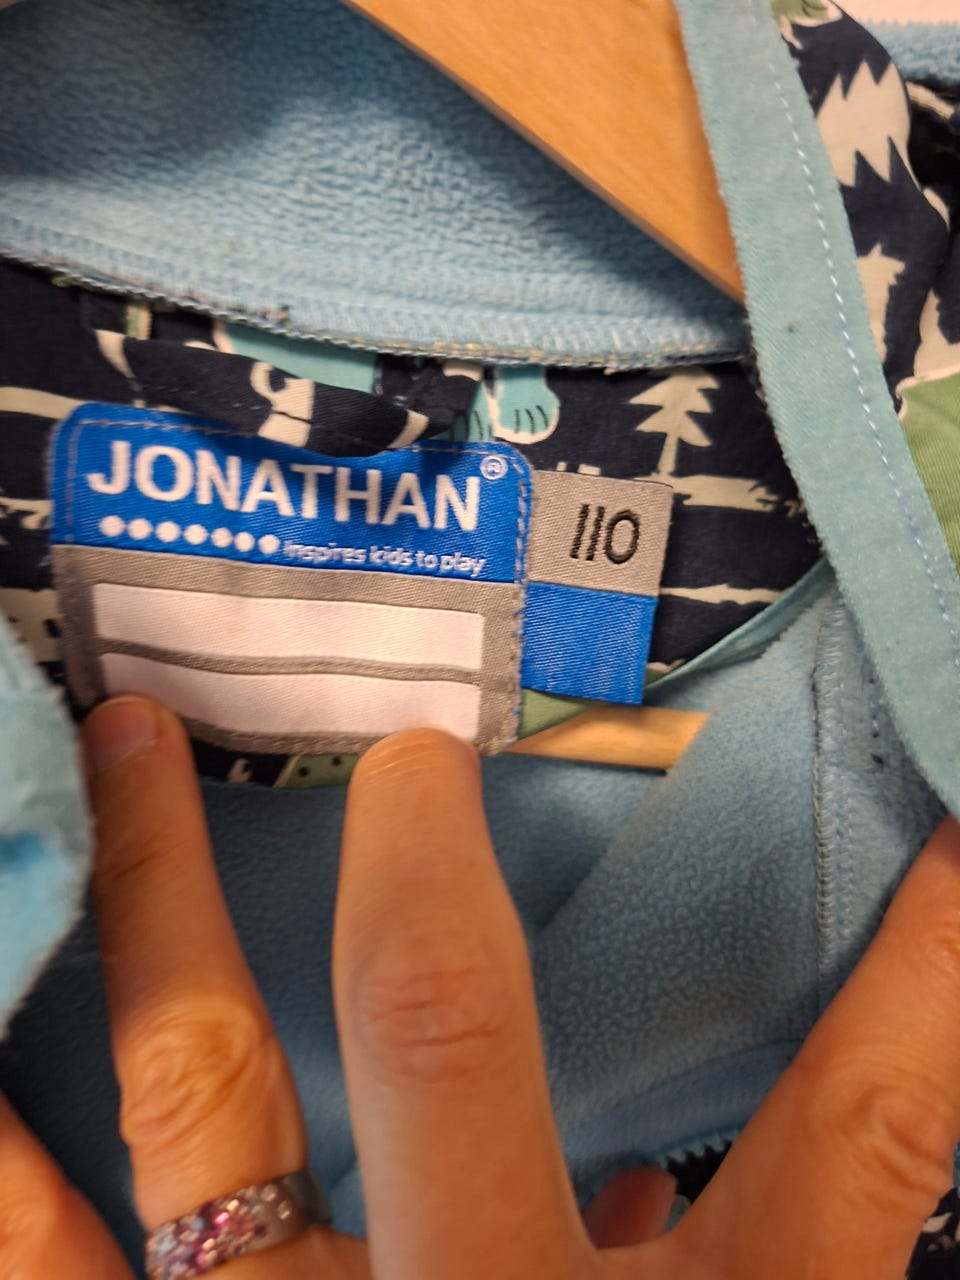 JONATHAN®
inspires kids to play
110